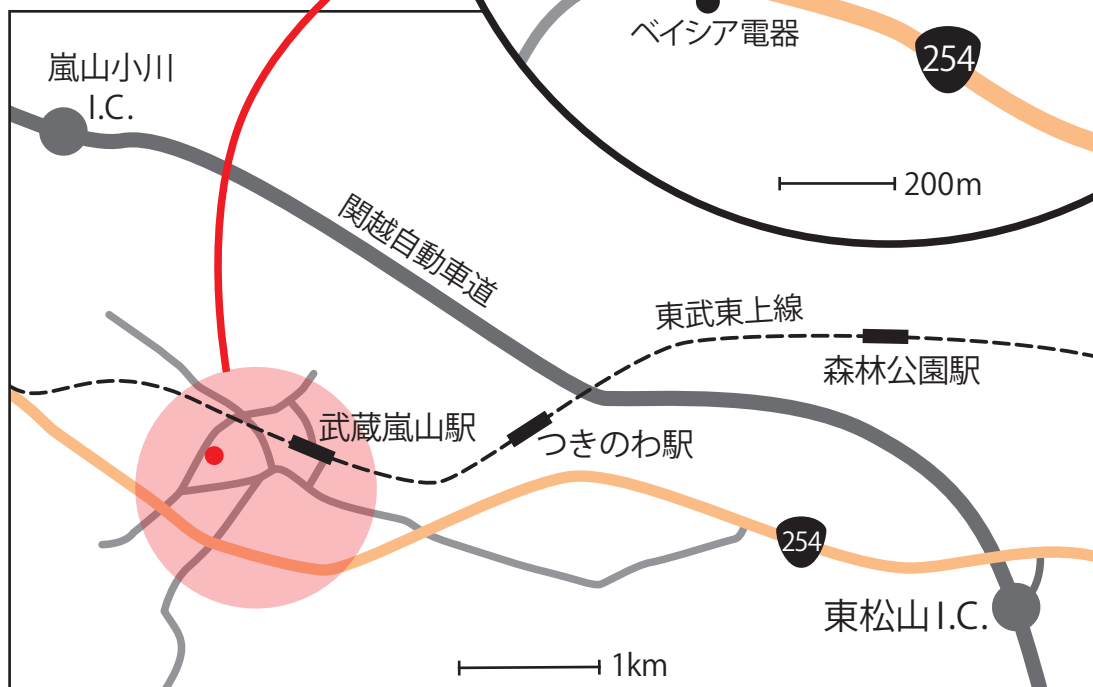 ベイシア電器
254
嵐山小川
I.C.
200m
関越自動車道
東武東上線
森林公園駅
武蔵嵐山駅
つきのわ駅
254
東松山I.C.
1km